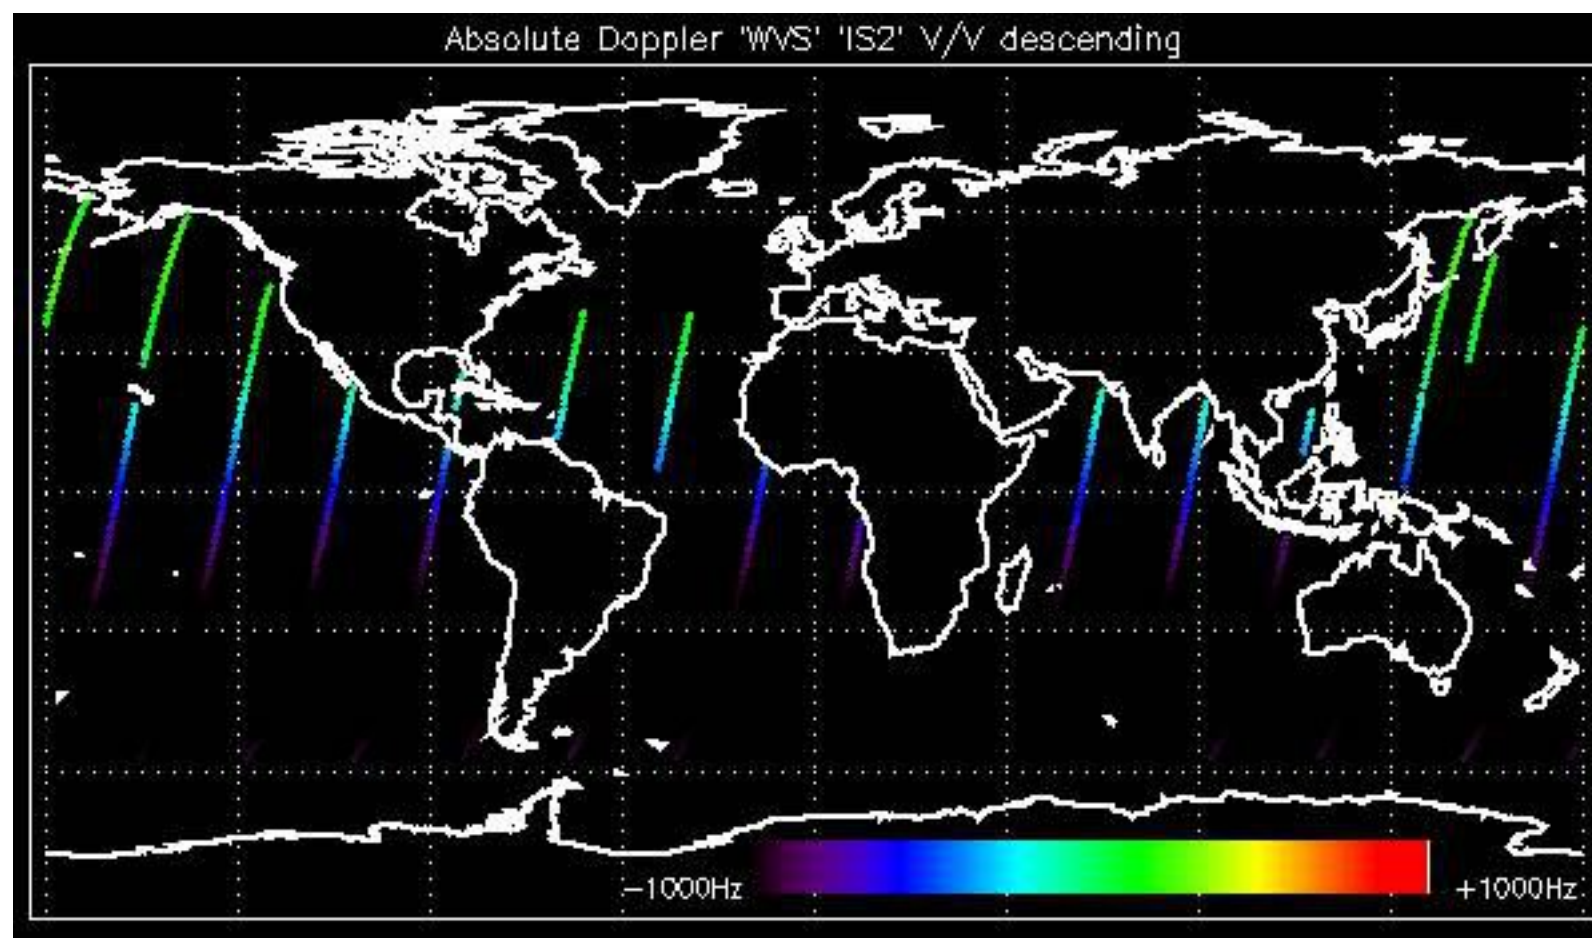 Absolute Doppler 'WVS' 'IS2' V/V descending
−1000Hz +1000Hz